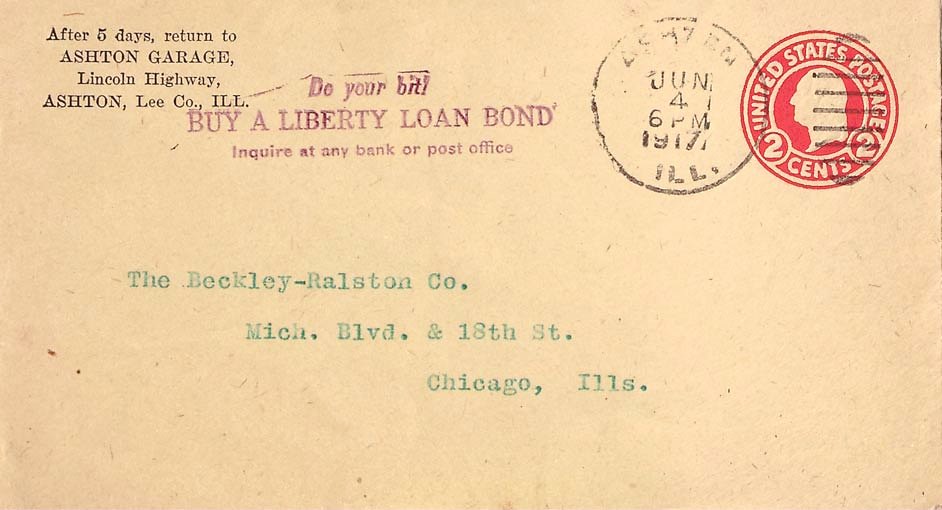 After 5 days, return to
ASHTON GARAGE,
Lincoln Highway,
ASHTON, Lee Co., ILL.
Do your bit!
BUY A LIBERTY LOAN BOND
Inquire at any bank or post office
ASHTON
JUN
4
6 PM
1917
ILL.
UNITED STATES POSTAGE
2 CENTS 2
The Beckley-Ralston Co.
Mich. Blvd. & 18th St.
Chicago, Ills.